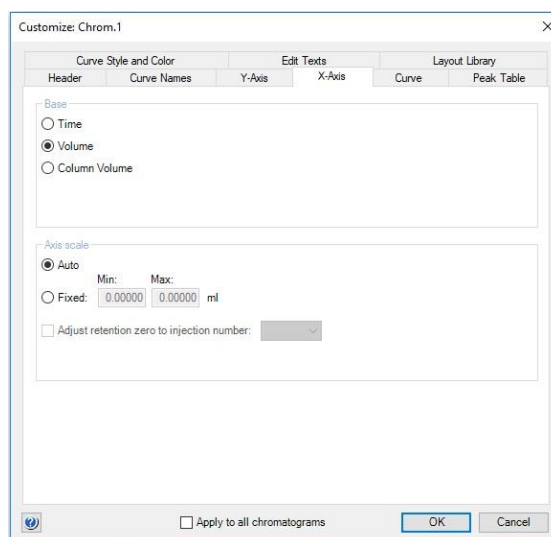 Customize: Chrom.1
Curve Style and Color Edit Texts Layout Library
Header Curve Names Y-Axis X-Axis Curve Peak Table
Base
Time
Volume
Column Volume
Axis scale
Auto
Min: Max:
Fixed: 0.00000 0.00000 ml
Adjust retention zero to injection number:
Apply to all chromatograms OK Cancel